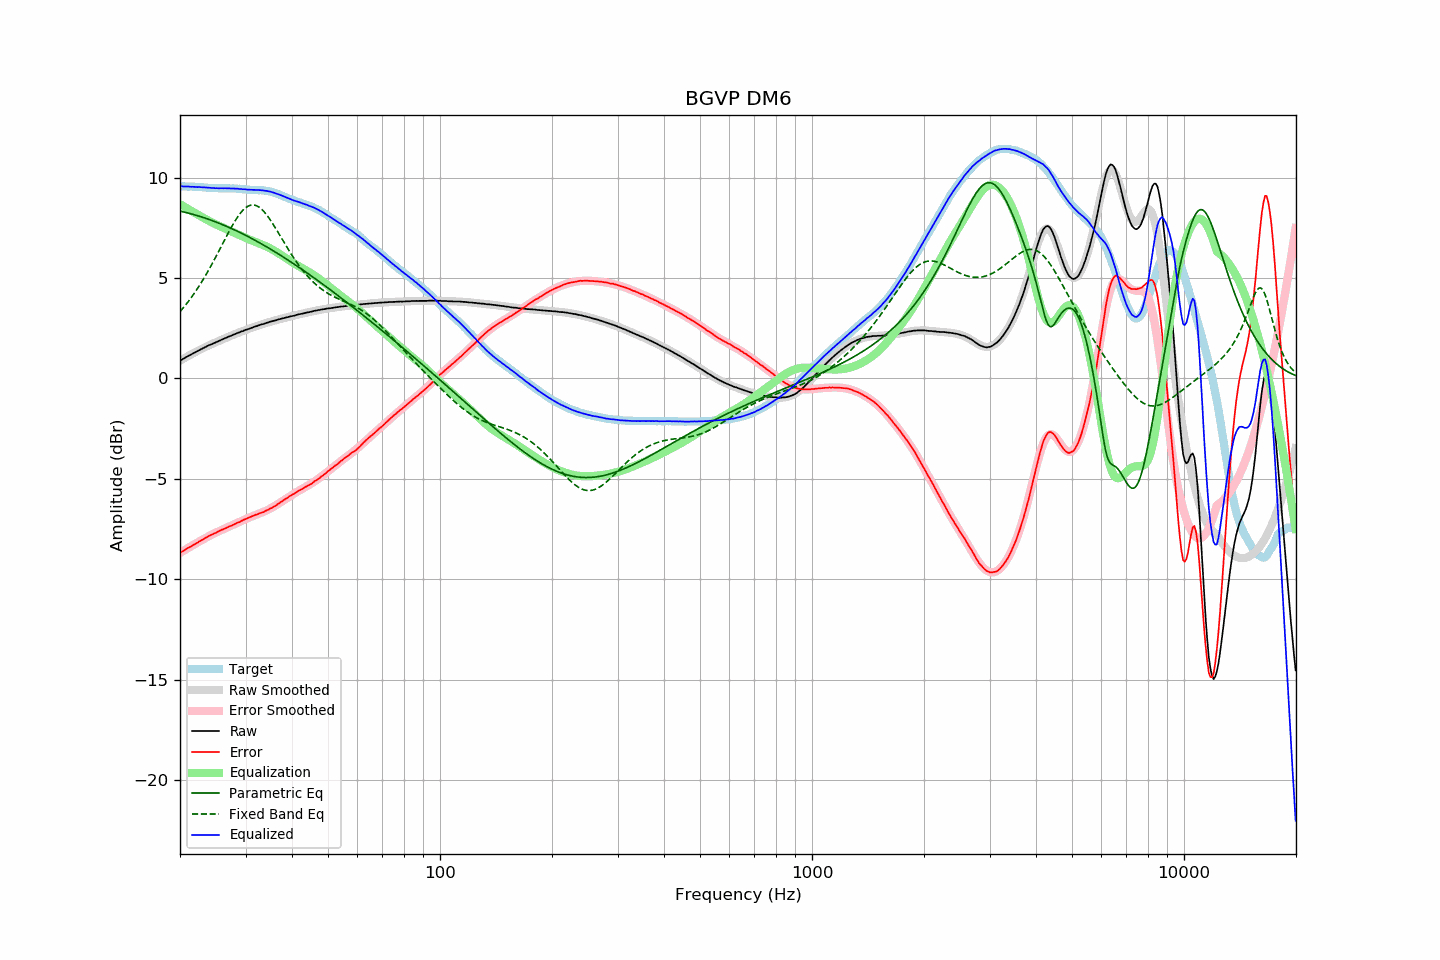 BGVP DM6
Amplitude (dBr)
10
5
0
−5
−10
−15
−20
Target
Raw Smoothed
Error Smoothed
Raw
Error
Equalization
Parametric Eq
Fixed Band Eq
Equalized
100
1000
10000
Frequency (Hz)